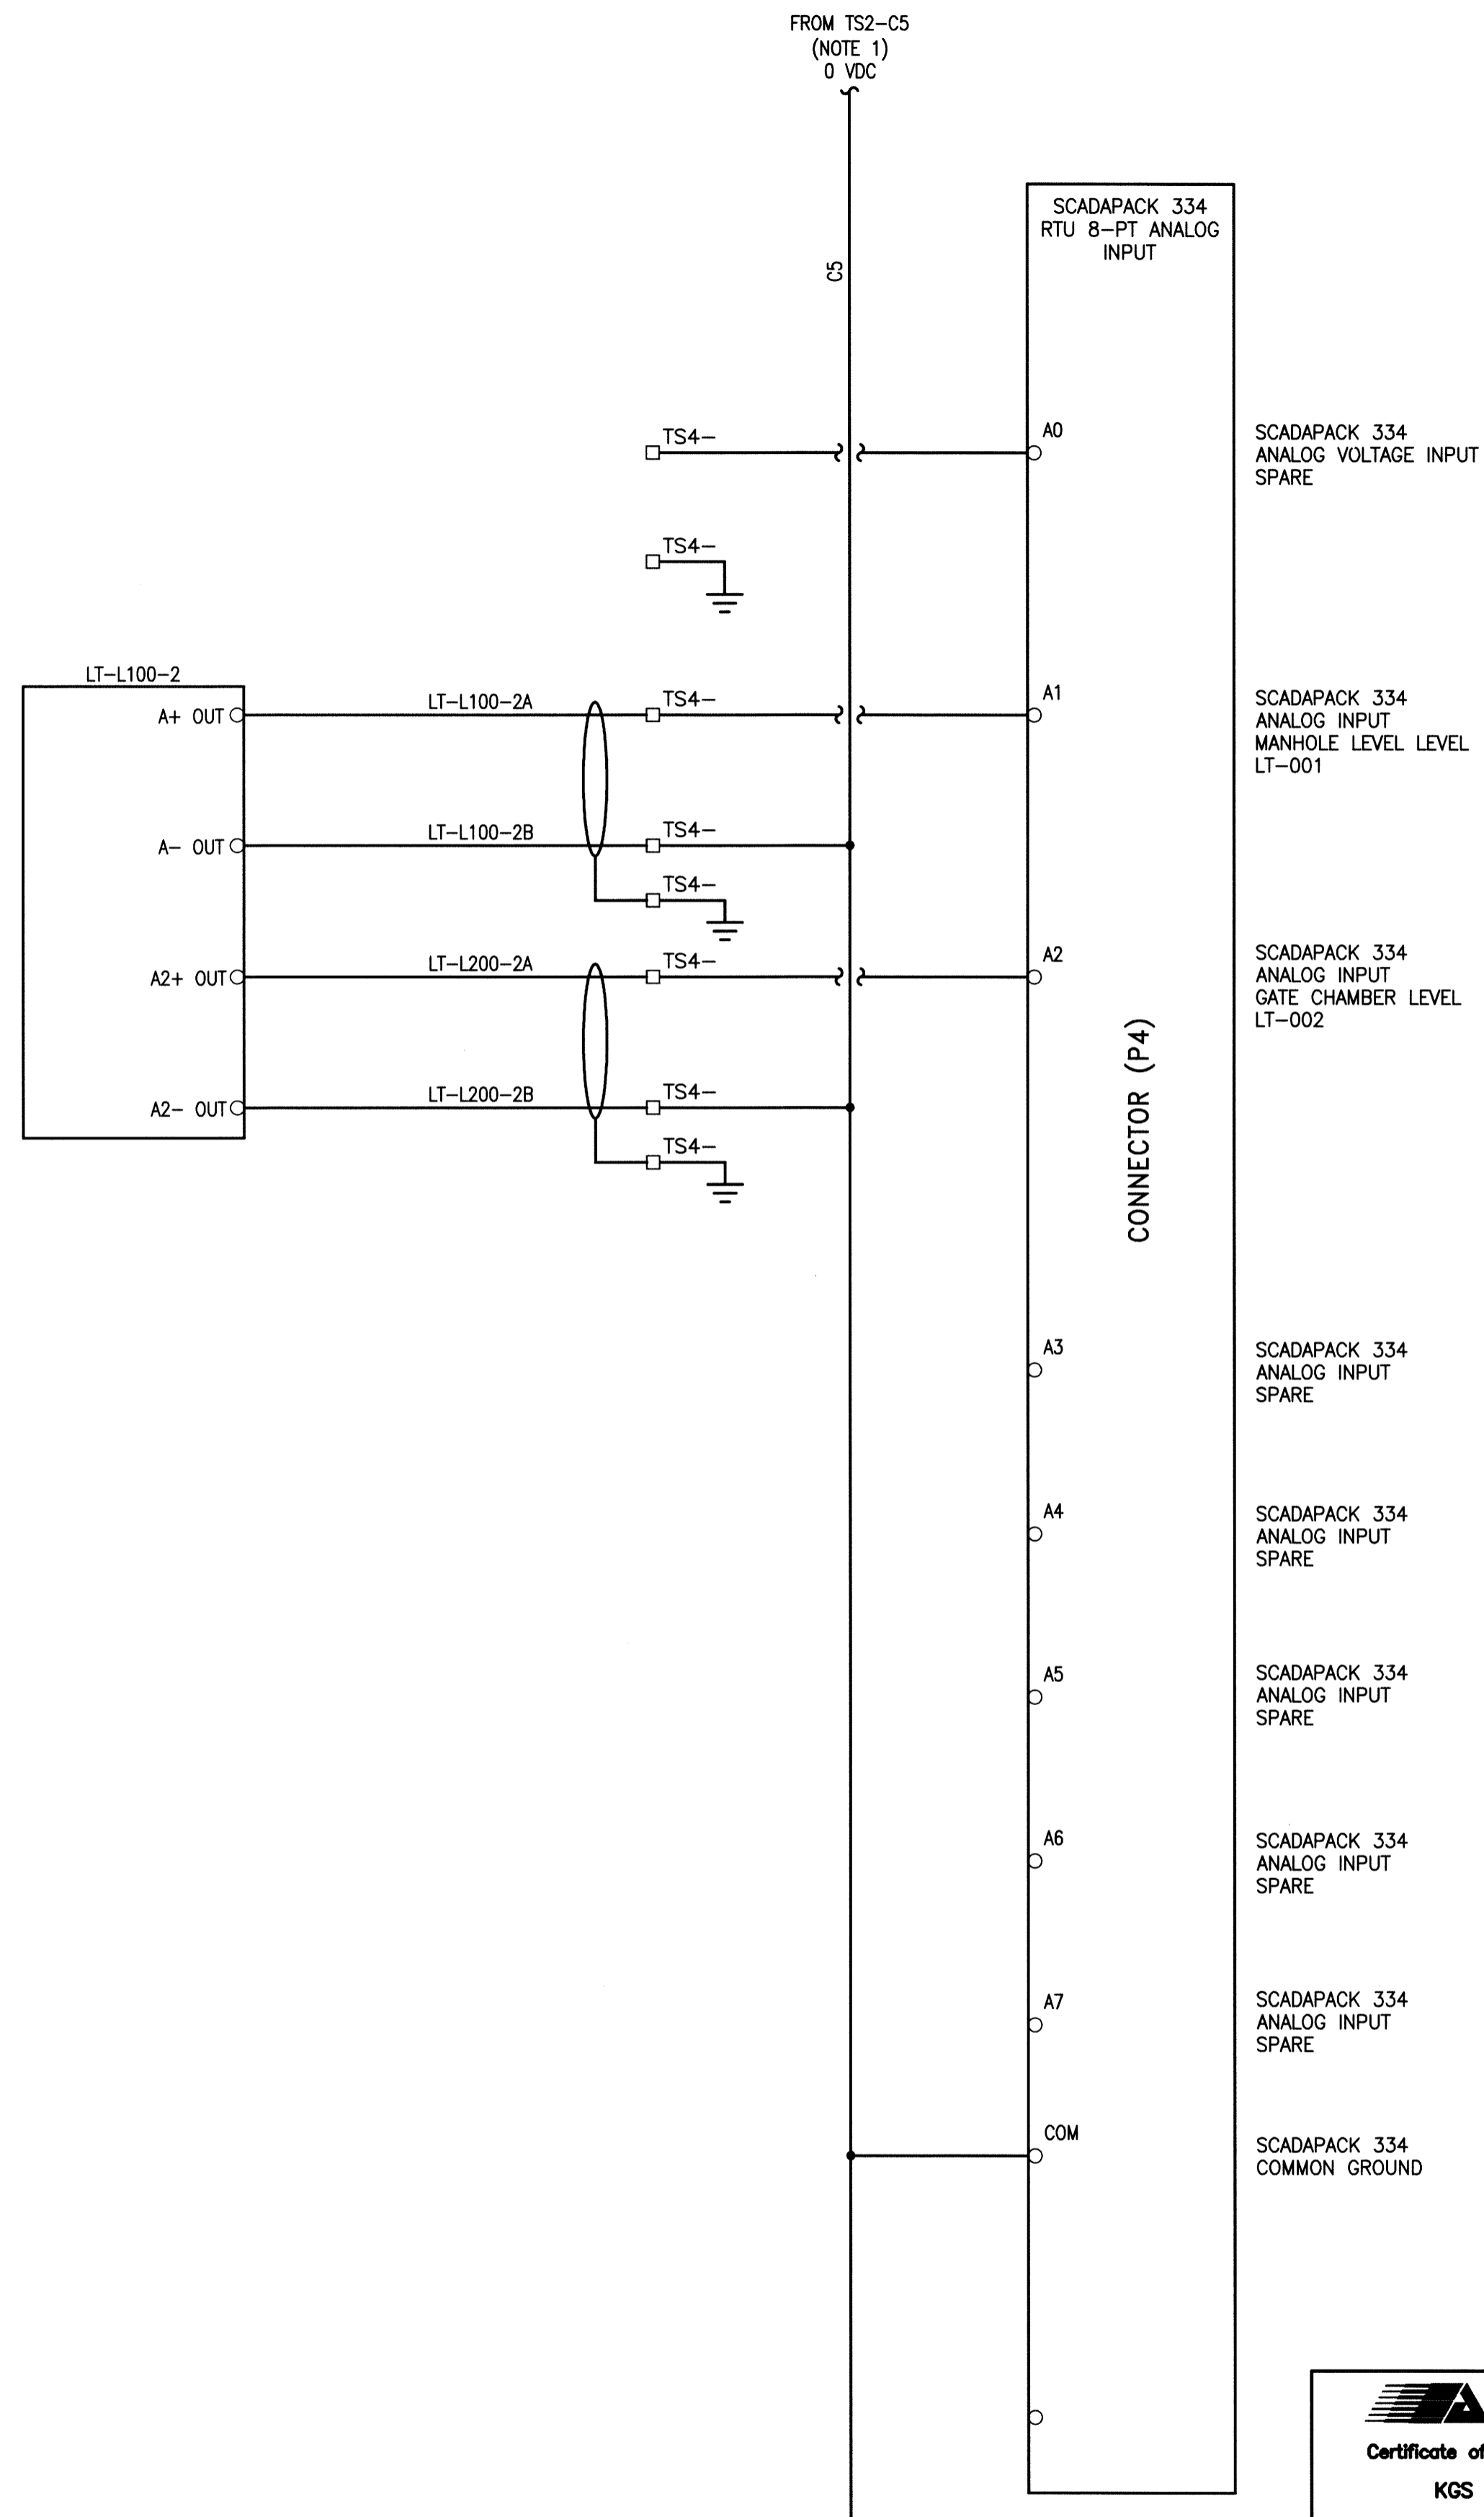 FROM TS2-C5
(NOTE 1)
0 VDC
C5
SCADAPACK 334
RTU 8-PT ANALOG
INPUT
TS4-
A0
SCADAPACK 334
ANALOG VOLTAGE INPUT
SPARE
TS4-
LT-L100-2
A+ OUT
LT-L100-2A
TS4-
A1
SCADAPACK 334
ANALOG INPUT
MANHOLE LEVEL LEVEL
LT-001
A- OUT
LT-L100-2B
TS4-
TS4-
A2+ OUT
LT-L200-2A
TS4-
A2
SCADAPACK 334
ANALOG INPUT
GATE CHAMBER LEVEL
LT-002
A2- OUT
LT-L200-2B
TS4-
TS4-
CONNECTOR (P4)
A3
SCADAPACK 334
ANALOG INPUT
SPARE
A4
SCADAPACK 334
ANALOG INPUT
SPARE
A5
SCADAPACK 334
ANALOG INPUT
SPARE
A6
SCADAPACK 334
ANALOG INPUT
SPARE
A7
SCADAPACK 334
ANALOG INPUT
SPARE
COM
SCADAPACK 334
COMMON GROUND
Certificate of
KGS